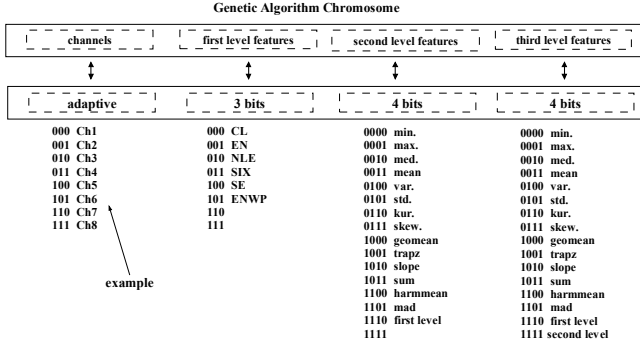 Genetic Algorithm Chromosome
channels first level features second level features third level features
adaptive 3 bits 4 bits 4 bits
000 Ch1
001 Ch2
010 Ch3
011 Ch4
100 Ch5
101 Ch6
110 Ch7
111 Ch8
example
000 CL
001 EN
010 NLE
011 SIX
100 SE
101 ENWP
110
111
0000 min.
0001 max.
0010 med.
0011 mean
0100 var.
0101 std.
0110 kur.
0111 skew.
1000 geomean
1001 trapz
1010 slope
1011 sum
1100 harmmean
1101 mad
1110 first level
1111
0000 min.
0001 max.
0010 med.
0011 mean
0100 var.
0101 std.
0110 kur.
0111 skew.
1000 geomean
1001 trapz
1010 slope
1011 sum
1100 harmmean
1101 mad
1110 first level
1111 second level